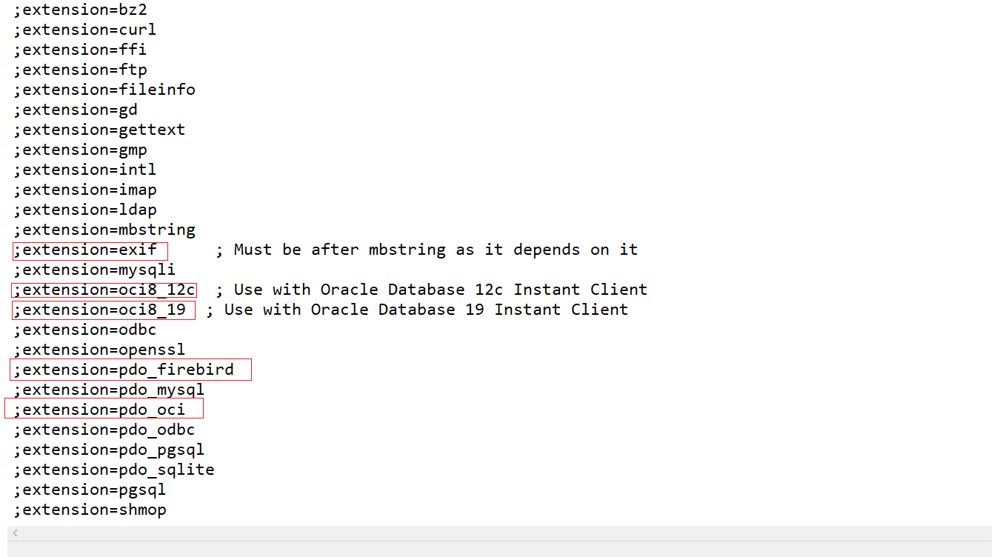 ;extension=bz2
;extension=curl
;extension=ffi
;extension=ftp
;extension=fileinfo
;extension=gd
;extension=gettext
;extension=gmp
;extension=intl
;extension=imap
;extension=ldap
;extension=mbstring
;extension=exif      ; Must be after mbstring as it depends on it
;extension=mysqli
;extension=oci8_12c  ; Use with Oracle Database 12c Instant Client
;extension=oci8_19  ; Use with Oracle Database 19 Instant Client
;extension=odbc
;extension=openssl
;extension=pdo_firebird
;extension=pdo_mysql
;extension=pdo_oci
;extension=pdo_odbc
;extension=pdo_pgsql
;extension=pdo_sqlite
;extension=pgsql
;extension=shmop